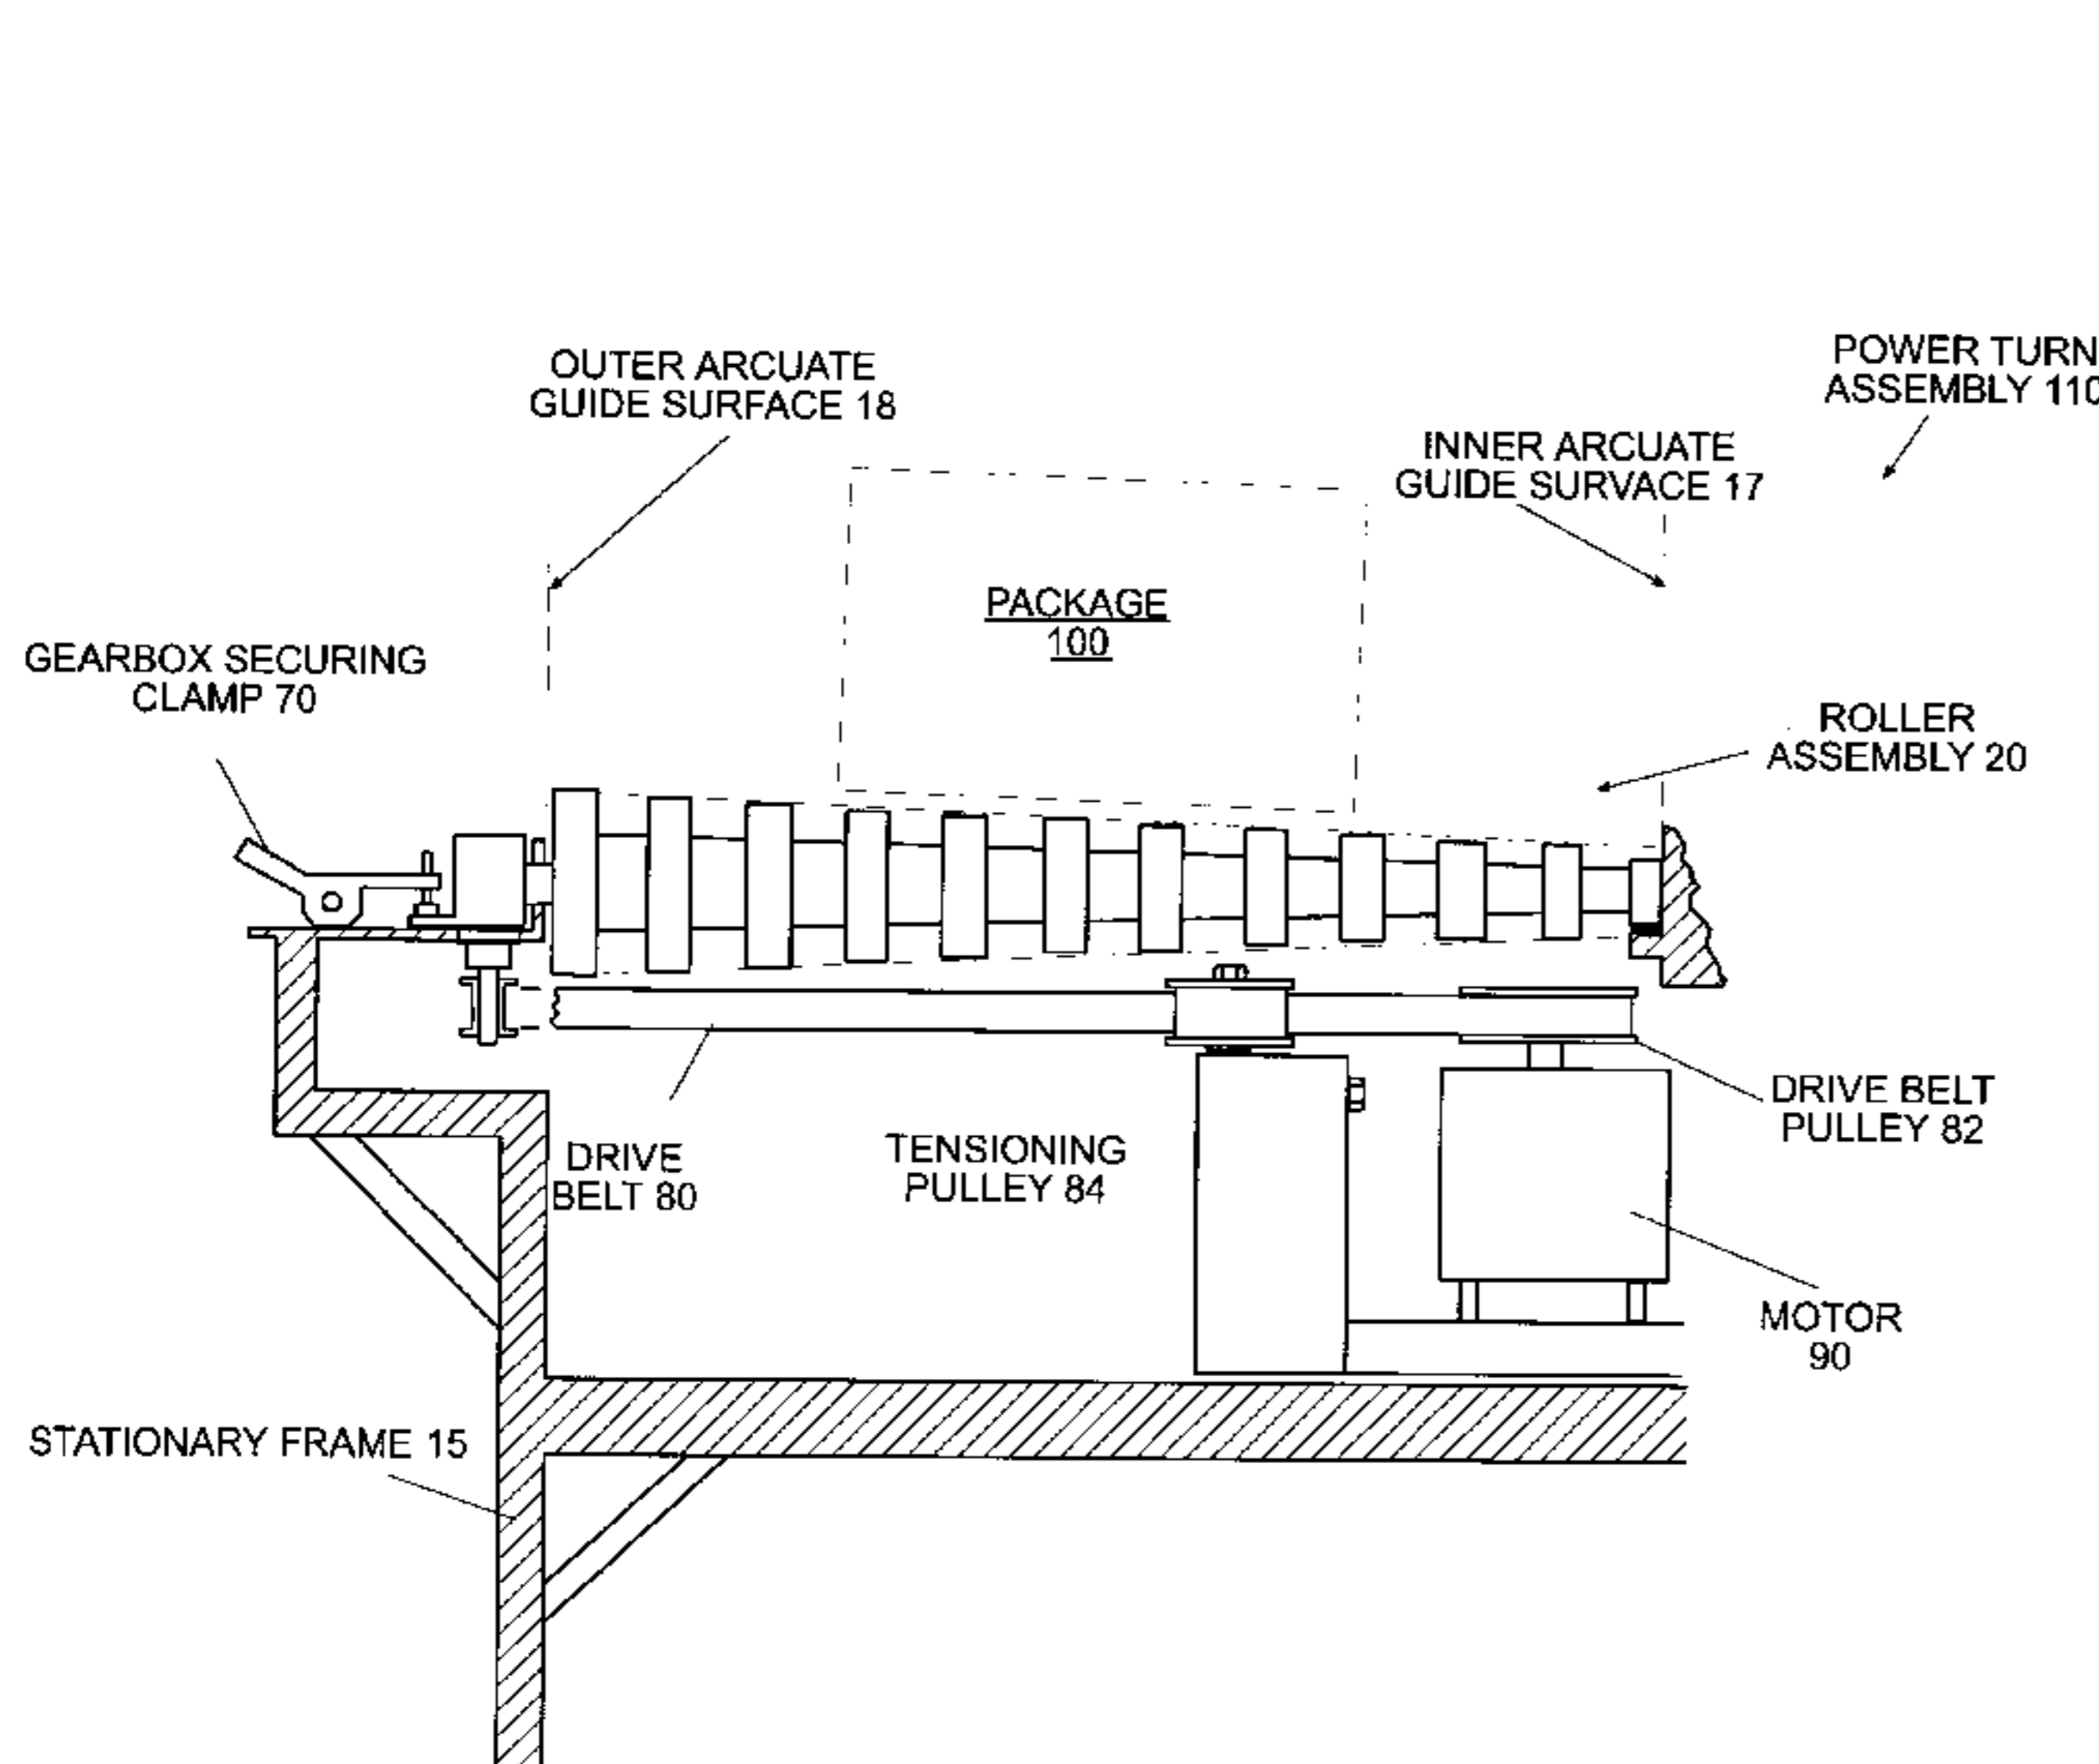 OUTER ARCUATE
GUIDE SURFACE 18
POWER TURN
ASSEMBLY 110
INNER ARCUATE
GUIDE SURVACE 17
PACKAGE
100
GEARBOX SECURING
CLAMP 70
ROLLER
ASSEMBLY 20
DRIVE BELT
PULLEY 82
DRIVE
BELT 80
TENSIONING
PULLEY 84
MOTOR
90
STATIONARY FRAME 15